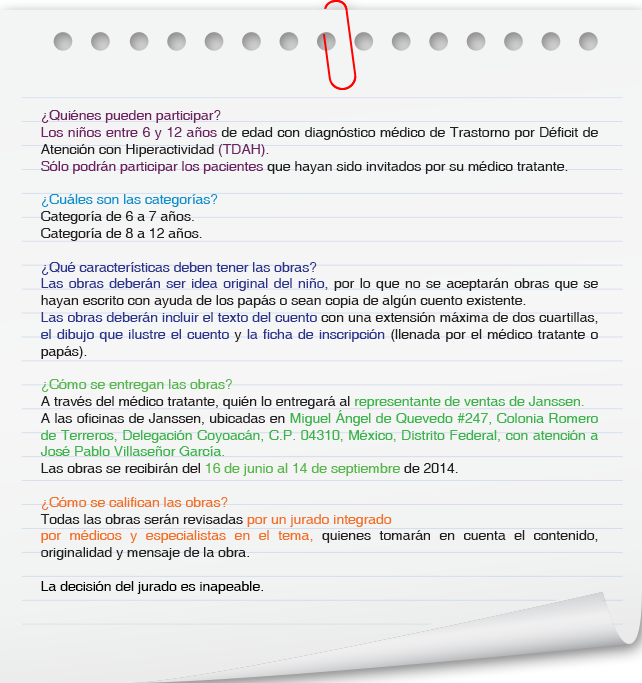 ¿Quiénes pueden participar?
Los niños entre 6 y 12 años de edad con diagnóstico médico de Trastorno por Déficit de
Atención con Hiperactividad (TDAH).
Sólo podrán participar los pacientes que hayan sido invitados por su médico tratante.
¿Cuáles son las categorías?
Categoría de 6 a 7 años.
Categoría de 8 a 12 años.
¿Qué características deben tener las obras?
Las obras deberán ser idea original del niño, por lo que no se aceptarán obras que se
hayan escrito con ayuda de los papás o sean copia de algún cuento existente.
Las obras deberán incluir el texto del cuento con una extensión máxima de dos cuartillas,
el dibujo que ilustre el cuento y la ficha de inscripción (llenada por el médico tratante o
papás).
¿Cómo se entregan las obras?
A través del médico tratante, quién lo entregará al representante de ventas de Janssen.
A las oficinas de Janssen, ubicadas en Miguel Ángel de Quevedo #247, Colonia Romero
de Terreros, Delegación Coyoacán, C.P. 04310, México, Distrito Federal, con atención a
José Pablo Villaseñor García.
Las obras se recibirán del 16 de junio al 14 de septiembre de 2014.
¿Cómo se califican las obras?
Todas las obras serán revisadas por un jurado integrado
por médicos y especialistas en el tema, quienes tomarán en cuenta el contenido,
originalidad y mensaje de la obra.
La decisión del jurado es inapeable.